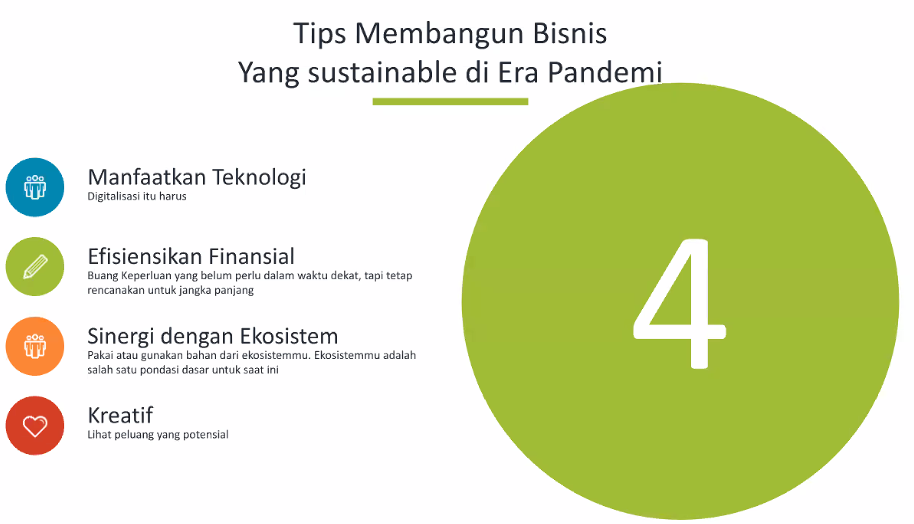 Tips Membangun Bisnis
Yang sustainable di Era Pandemi
Manfaatkan Teknologi
Digitalisasi itu harus
Efisiensikan Finansial
Buang Keperluan yang belum perlu dalam waktu dekat, tapi tetap
rencanakan untuk jangka panjang
Sinergi dengan Ekosistem
Pakai atau gunakan bahan dari ekosistemmu. Ekosistemmu adalah
salah satu pondasi dasar untuk saat ini
Kreatif
Lihat peluang yang potensial
4